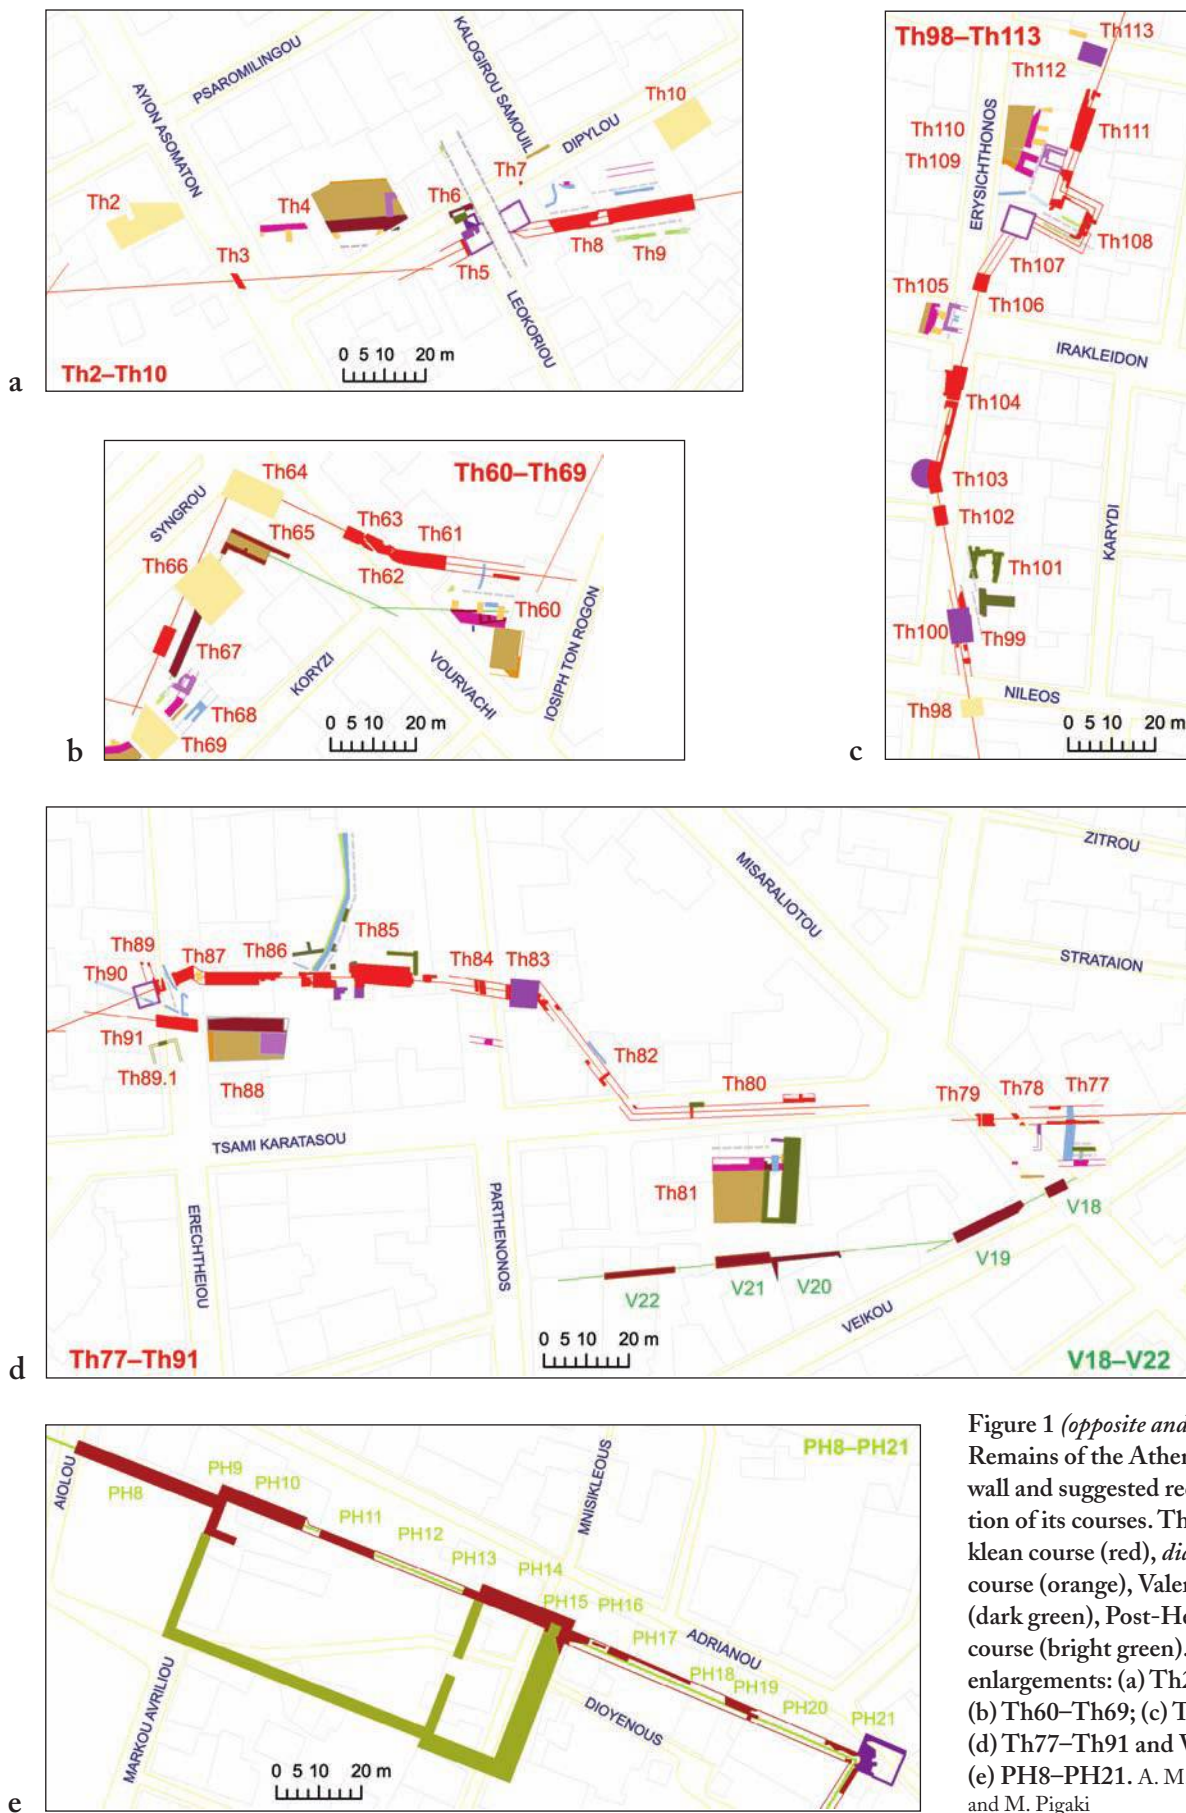 KALOGIROU SAMOUIL
PSAROMILINGOU
AYION ASOMATON
DIPYLOU
Th10
Th7
Th6
Th2
Th4
Th3
Th5
Th8
Th9
LEOKORIOU
0 5 10 20 m
Th2–Th10
a
Th60–Th69
Th64
SYNGROU
Th65
Th63
Th61
Th66
Th62
Th60
Th67
KORYZI
VOURVACHI
IOSIPH TON ROGON
Th68
Th69
0 5 10 20 m
b
Th98–Th113
Th113
Th112
ERYSICHTHONOS
Th110
Th111
Th109
Th108
Th107
Th105
Th106
IRAKLEIDON
Th104
Th103
Th102
KARYDI
Th101
Th100
Th99
NILEOS
Th98
0 5 10 20 m
c
ZITROU
MISARALIOTOU
STRATAION
Th89
Th87
Th86
Th85
Th84
Th83
Th90
Th91
Th89.1
Th88
Th82
Th80
Th79
Th78
Th77
TSAMI KARATASOU
Th81
ERECHTHEIOU
PARTHENONOS
V18
V19
V22
V21
V20
VEIKOU
0 5 10 20 m
Th77–Th91
V18–V22
d
PH8–PH21
AIOLOU
MNISIKLEOUS
PH8
PH9
PH10
PH11
PH12
PH13
PH14
PH15
PH16
PH17
ADRIANOU
PH18
PH19
PH20
PH21
DIOYENOUS
MARKOU AVRILIOU
0 5 10 20 m
e
Figure 1 (opposite and
Remains of the Athen
wall and suggested rec
tion of its courses. Th
klean course (red), dia
course (orange), Valer
(dark green), Post-He
course (bright green).
enlargements: (a) Th2
(b) Th60–Th69; (c) T
(d) Th77–Th91 and V
(e) PH8–PH21. A. M
and M. Pigaki